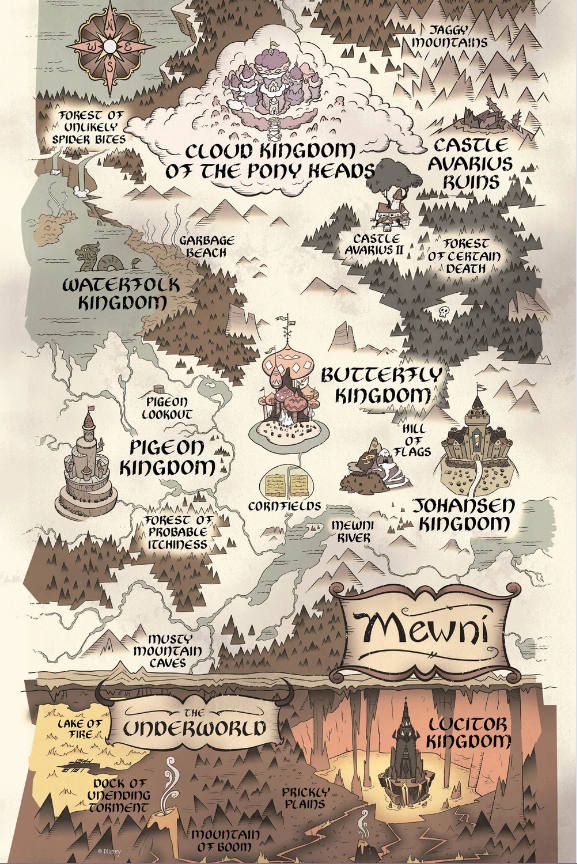 N
W E
S
JAGGY
MOUNTAINS
FOREST OF
UNLIKELY
SPIDER BITES
CLOUD KINGDOM
OF THE PONY HEADS
CASTLE
AVARIUS
RUINS
GARBAGE
BEACH
CASTLE
AVARIUS II
FOREST
OF CERTAIN
DEATH
WATERFOLK
KINGDOM
BUTTERFLY
KINGDOM
PIGEON
LOOKOUT
PIGEON
KINGDOM
HILL
OF
FLAGS
CORNFIELDS
JOHANSEN
KINGDOM
FOREST OF
PROBABLE
ITCHINESS
MEWNI
RIVER
Mewni
MUSTY
MOUNTAIN
CAVES
THE
UNDERWORLD
LAKE OF
FIRE
LUCITOR
KINGDOM
DOCK OF
UNENDING
TORMENT
PRICKLY
PLAINS
MOUNTAIN
OF BOOM
© Disney